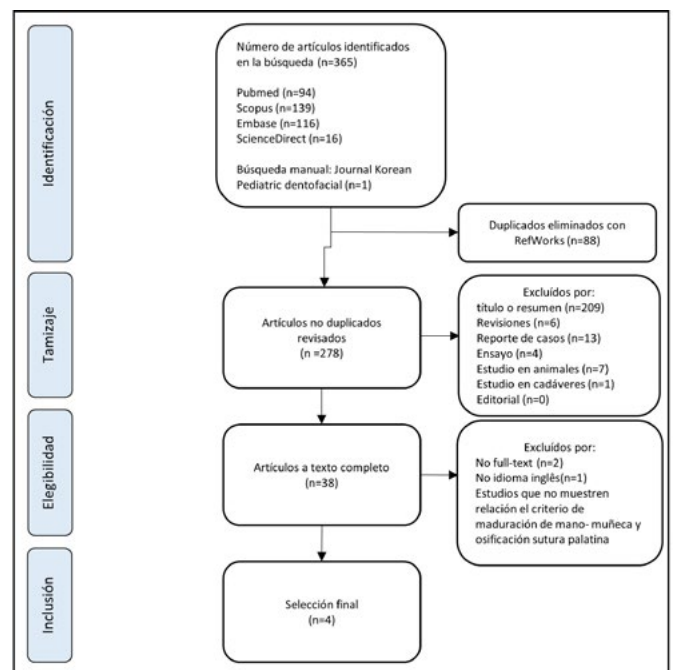 Identificación
Número de artículos identificados
en la búsqueda (n=365)
Pubmed (n=94)
Scopus (n=139)
Embase (n=116)
ScienceDirect (n=16)
Búsqueda manual: Journal Korean
Pediatric dentofacial (n=1)
Duplicados eliminados con
RefWorks (n=88)
Tamizaje
Artículos no duplicados
revisados
(n =278)
Excluídos por:
título o resumen (n=209)
Revisiones (n=6)
Reporte de casos (n=13)
Ensayo (n=4)
Estudio en animales (n=7)
Estudio en cadáveres (n=1)
Editorial (n=0)
Elegibilidad
Artículos a texto completo
(n=38)
Excluídos por:
No full-text (n=2)
No idioma inglês(n=1)
Estudios que no muestren
relación el criterio de
maduración de mano- muñeca y
osificación sutura palatina
Inclusión
Selección final
(n=4)